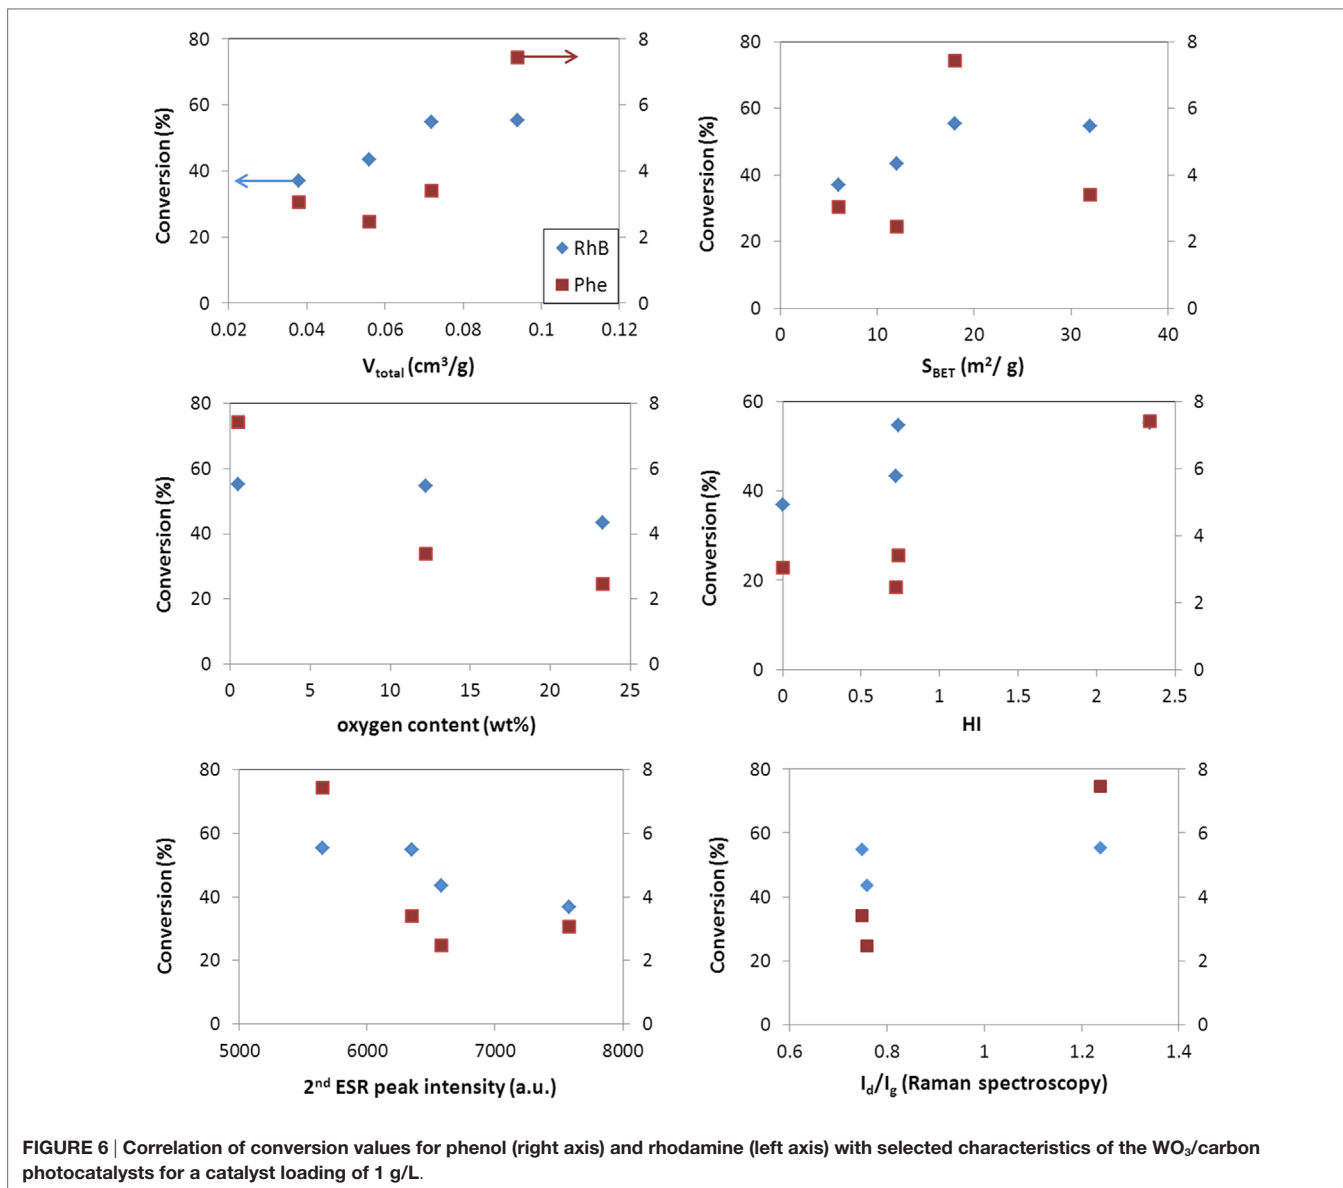 80
60
40
20
0
8
6
4
2
0
Conversion (%)
RhB
Phe
0.02 0.04 0.06 0.08 0.1 0.12
Vtotal (cm³/g)
80
60
40
20
0
8
6
4
2
0
Conversion (%)
0 10 20 30 40
SBET (m²/ g)
80
60
40
20
0
8
6
4
2
0
Conversion (%)
0 5 10 15 20 25
oxygen content (wt%)
60
40
20
0
8
6
4
2
0
Conversion (%)
0 0.5 1 1.5 2 2.5
HI
80
60
40
20
0
8
6
4
2
0
Conversion (%)
5000 6000 7000 8000
2nd ESR peak intensity (a.u.)
80
60
40
20
0
8
6
4
2
0
Conversion (%)
0.6 0.8 1 1.2 1.4
Id/Ig (Raman spectroscopy)
FIGURE 6 | Correlation of conversion values for phenol (right axis) and rhodamine (left axis) with selected characteristics of the WO₃/carbon
photocatalysts for a catalyst loading of 1 g/L.